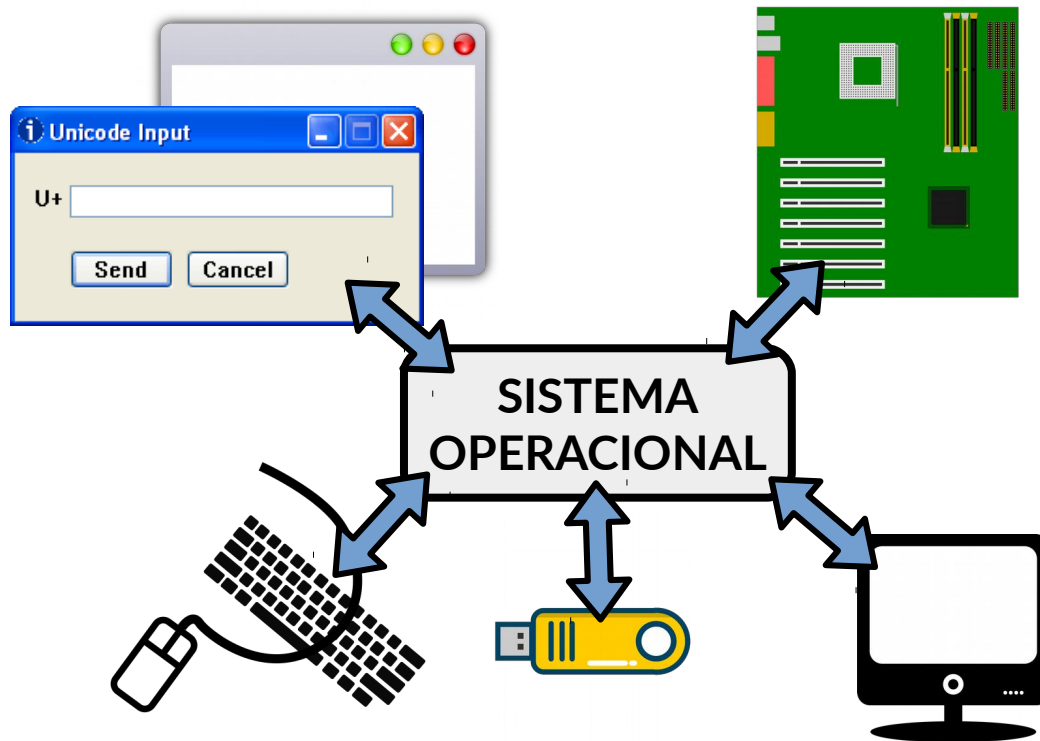 Unicode Input
U+
Send Cancel
SISTEMA
OPERACIONAL